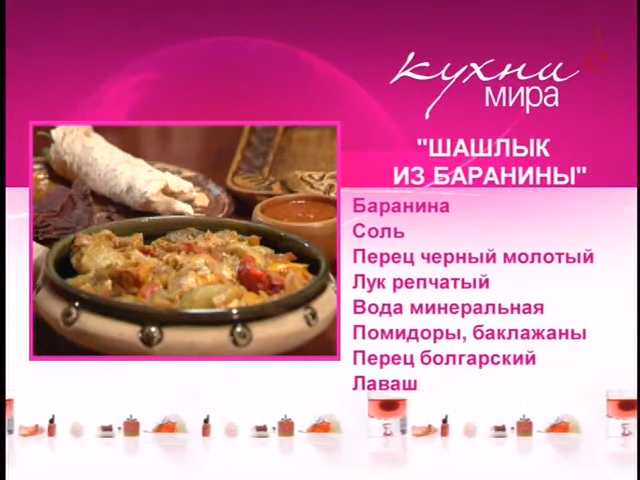 кухни
мира
"ШАШЛЫК
ИЗ БАРАНИНЫ"
Баранина
Соль
Перец черный молотый
Лук репчатый
Вода минеральная
Помидоры, баклажаны
Перец болгарский
Лаваш